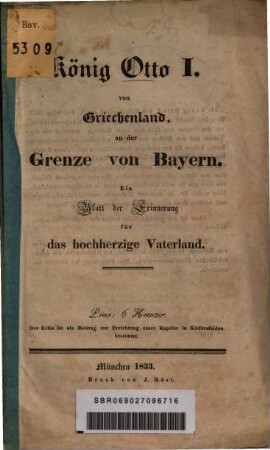 Bav.
5309
König Otto I.
von
Griechenland,
an der
Grenze von Bayern.
Ein
Blatt der Erinnerung
für
das hochherzige Vaterland.
Preis: 6 Kreuzer.
Der Erlös ist als Beitrag zur Errichtung einer Kapelle in Kiefersfelden
bestimmt.
München 1833.
Druck von J. Rösl.
SBR069027096716